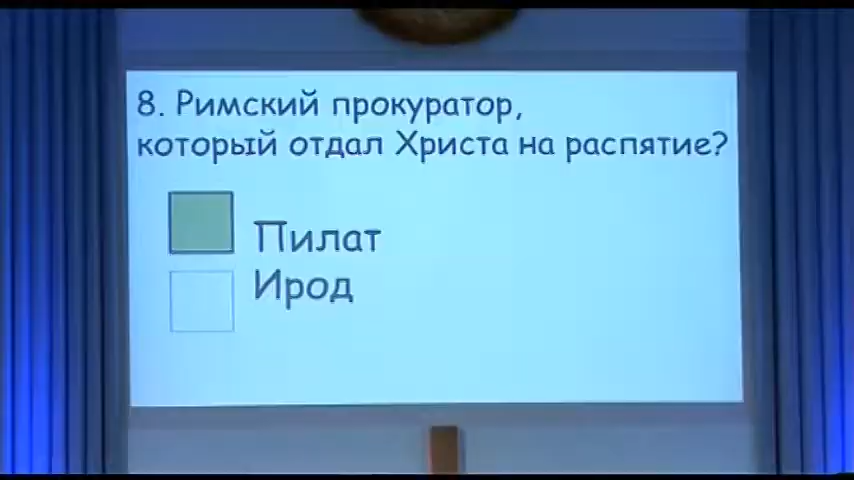 8. Римский прокуратор,
который отдал Христа на распятие?
Пилат
Ирод